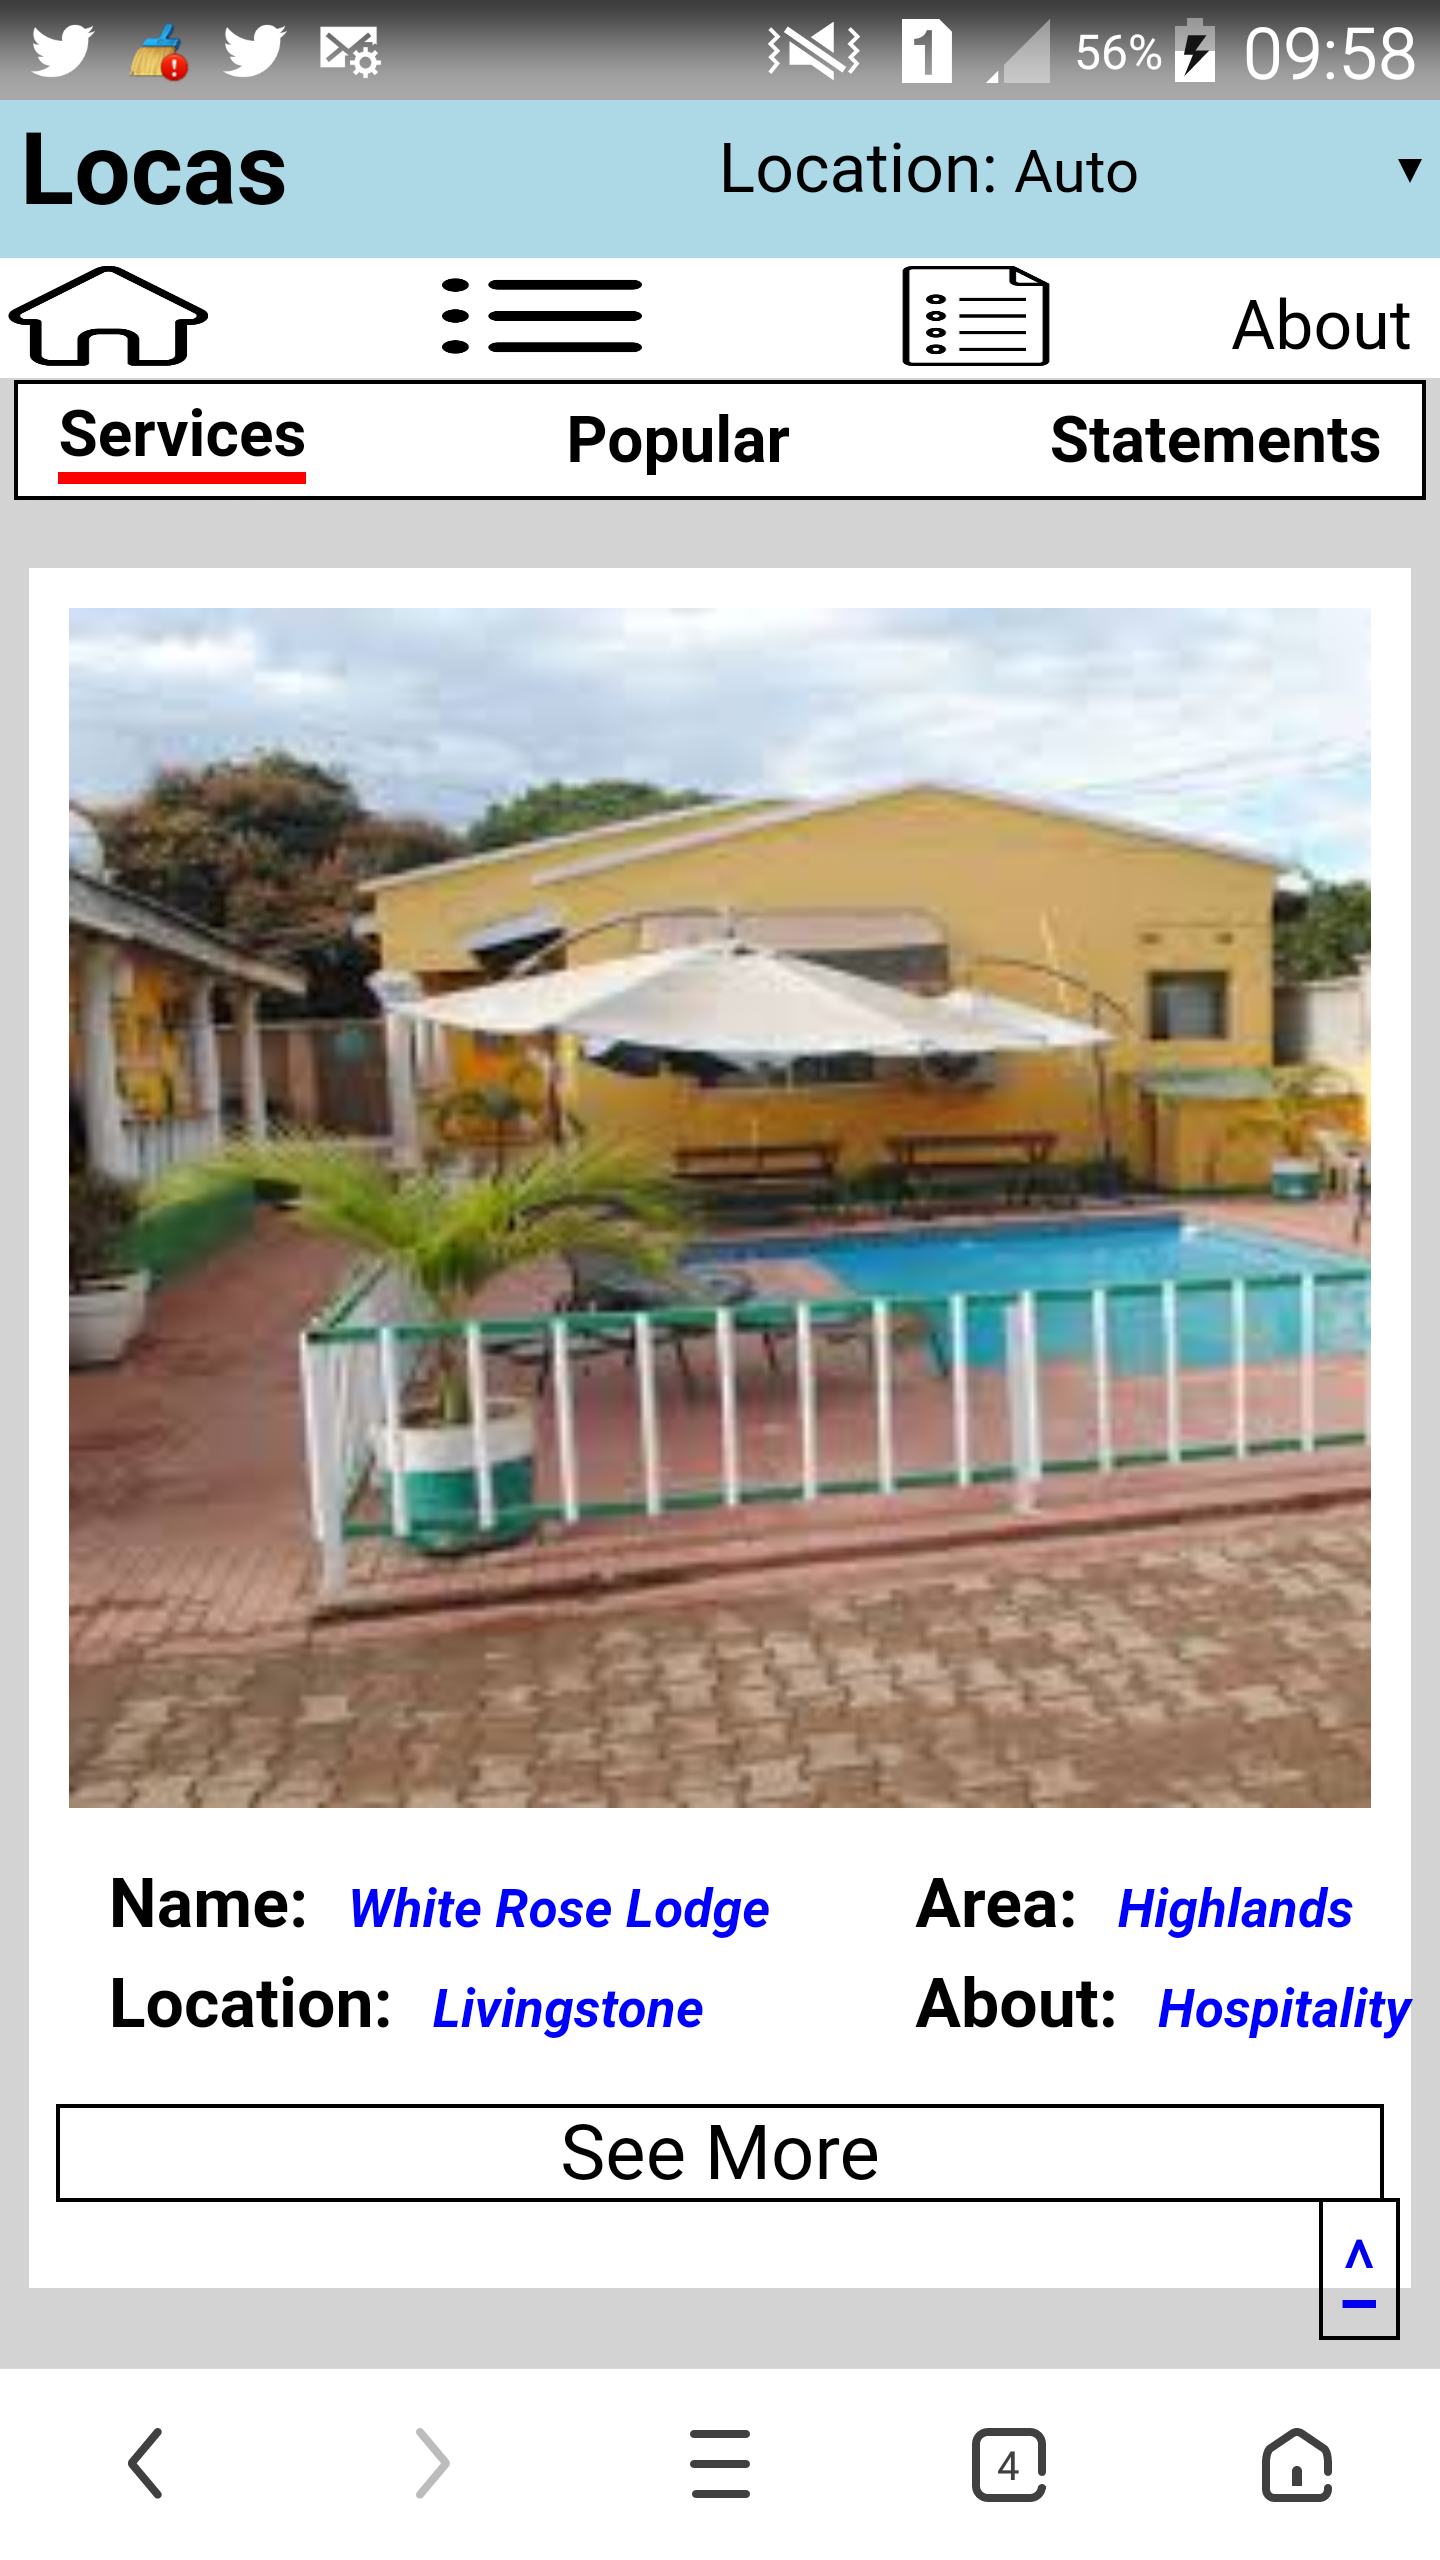 56% 09:58
Locas Location: Auto ▼
About
Services Popular Statements
Name: White Rose Lodge Area: Highlands
Location: Livingstone About: Hospitality
See More
^
4